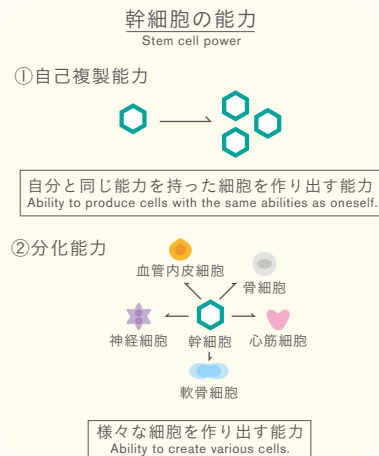 幹細胞の能力
Stem cell power
①自己複製能力
自分と同じ能力を持った細胞を作り出す能力
Ability to produce cells with the same abilities as oneself.
②分化能力
血管内皮細胞
骨細胞
神経細胞
幹細胞
心筋細胞
軟骨細胞
様々な細胞を作り出す能力
Ability to create various cells.